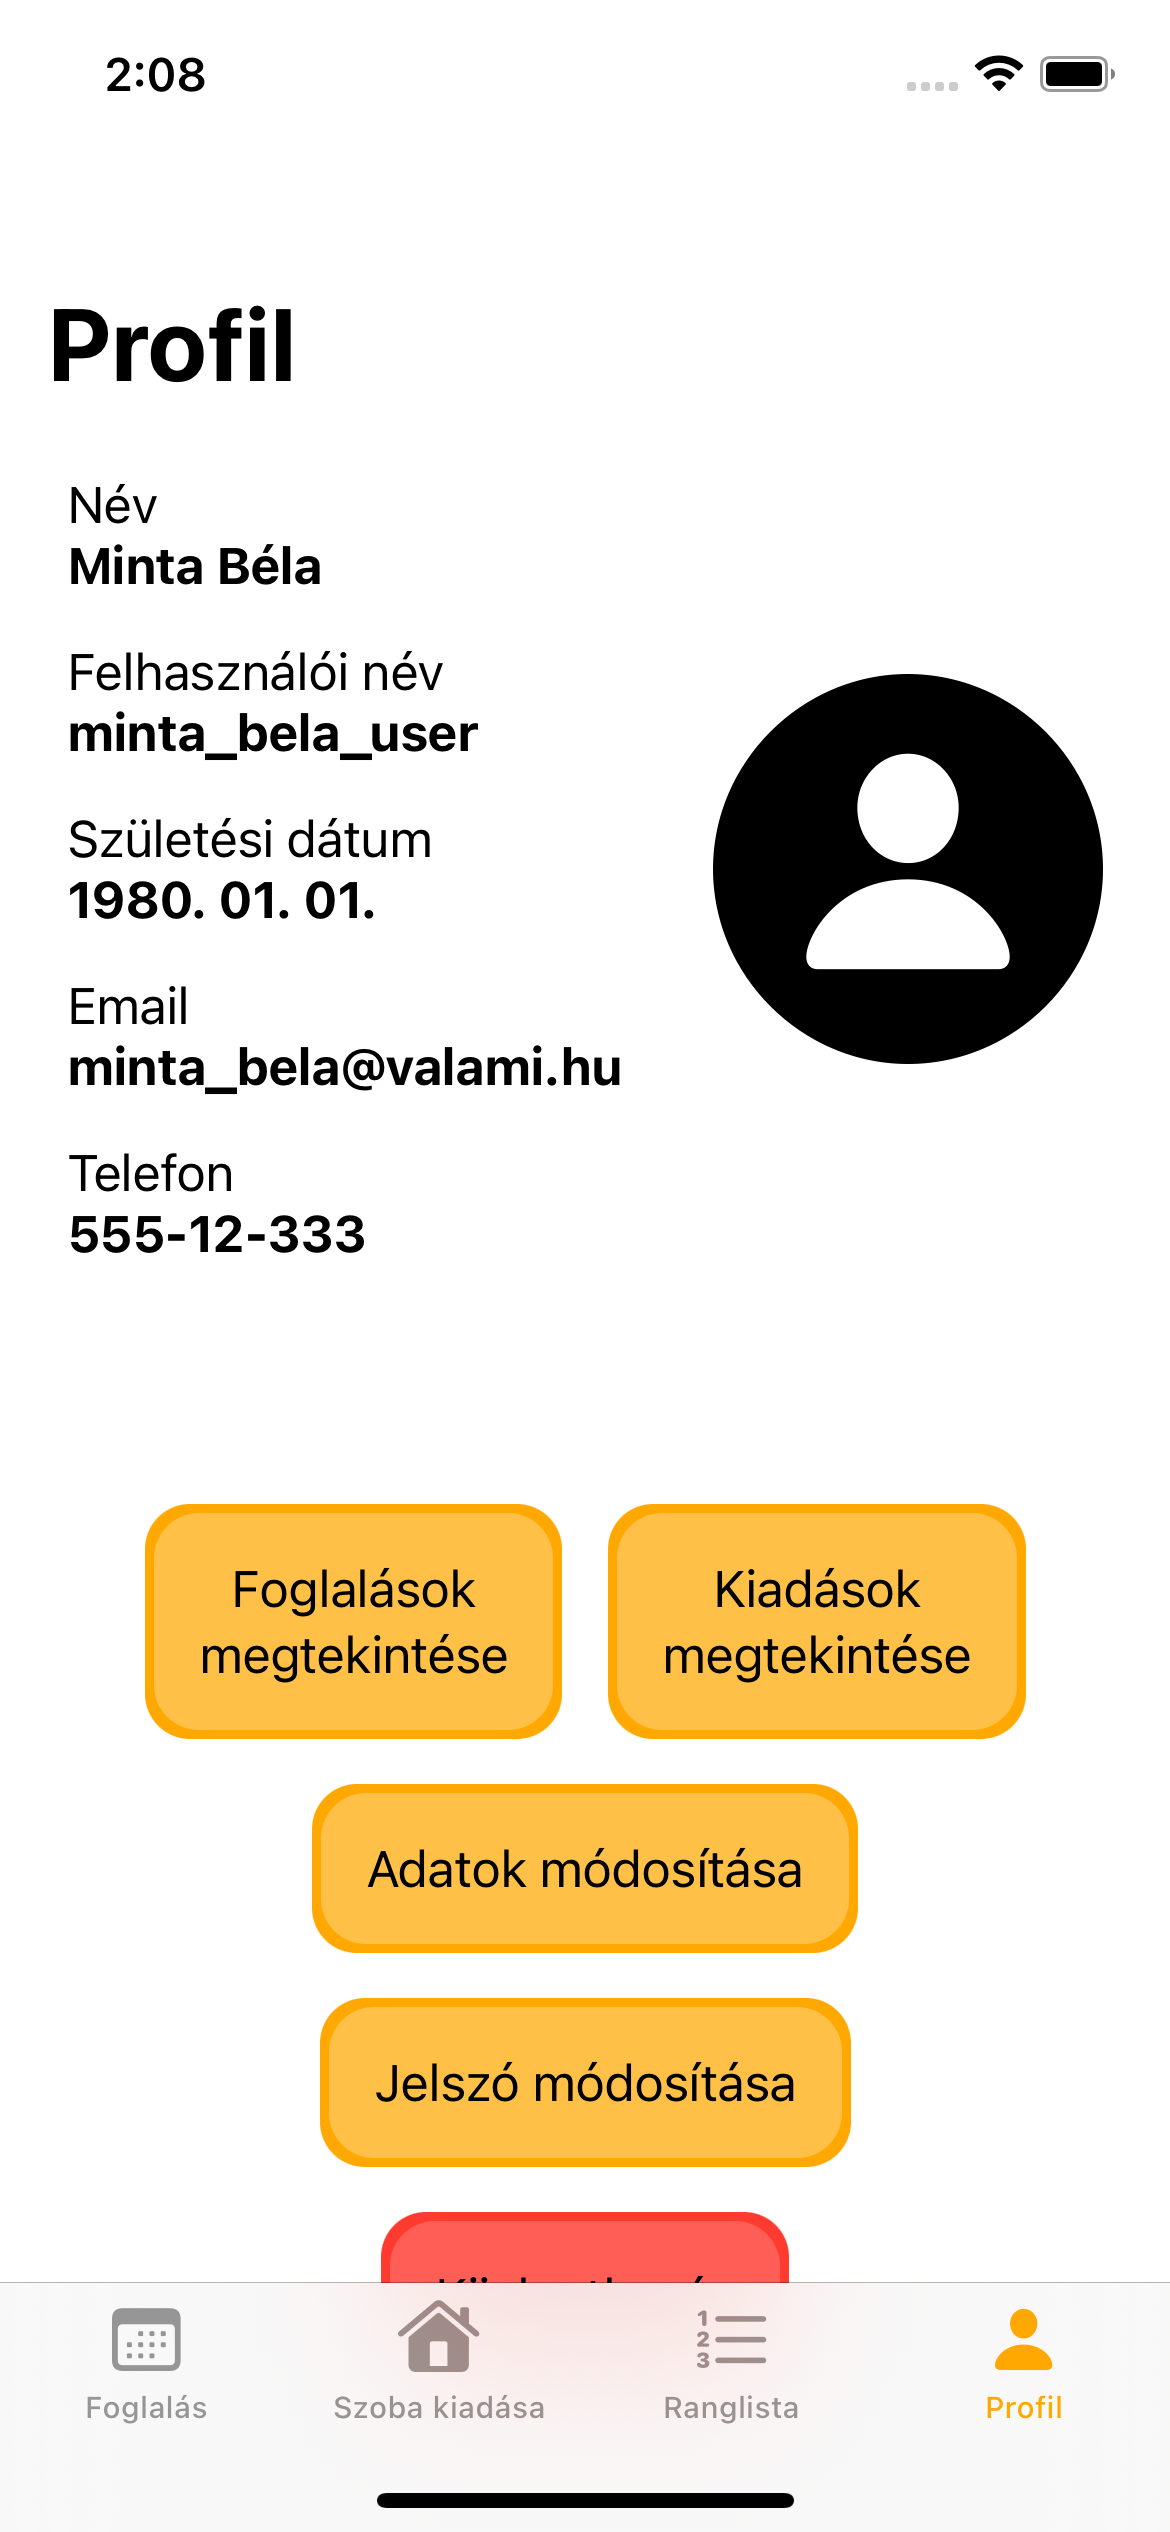 2:08
Profil
Név
Minta Béla
Felhasználói név
minta_bela_user
Születési dátum
1980. 01. 01.
Email
minta_bela@valami.hu
Telefon
555-12-333
Foglalások
megtekintése
Kiadások
megtekintése
Adatok módosítása
Jelszó módosítása
1
2
3
Foglalás
Szoba kiadása
Ranglista
Profil